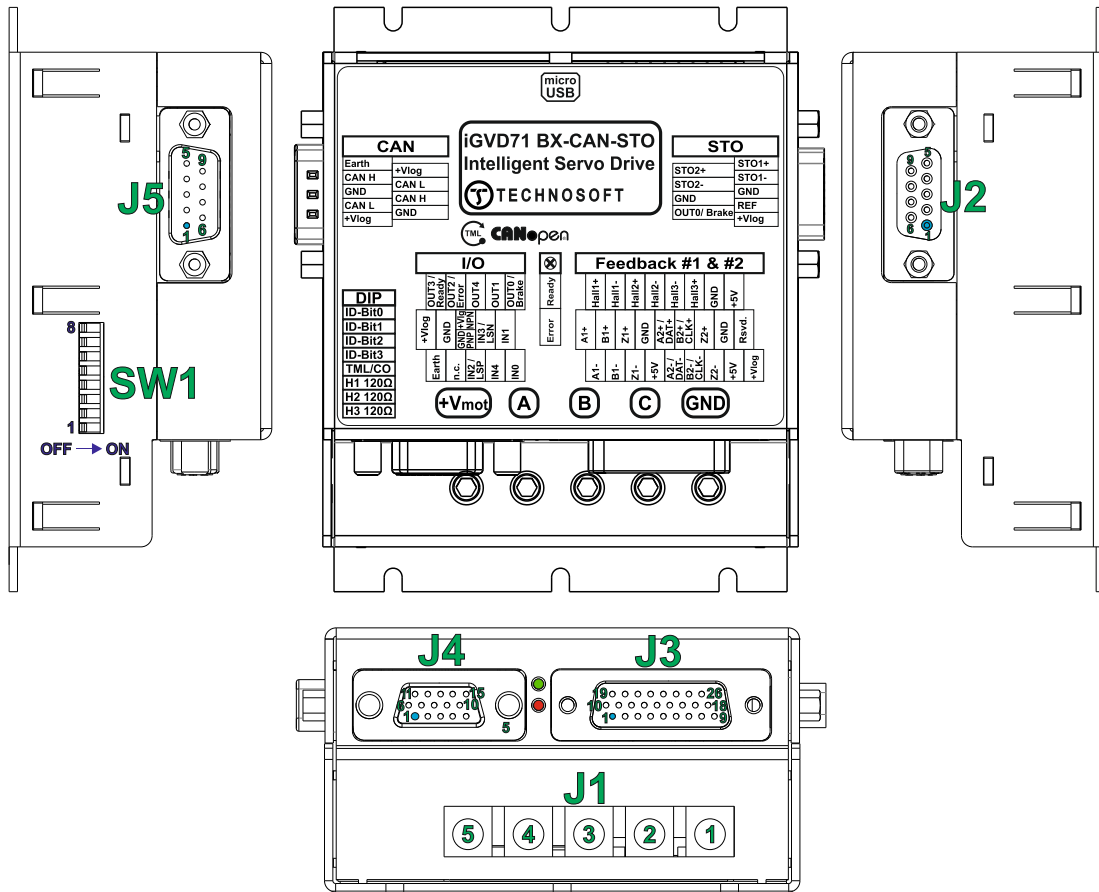 micro
USB
iGVD71 BX-CAN-STO
Intelligent Servo Drive
TECHNOSOFT
TML CANopen
CAN
Earth
CAN H
GND
CAN L
+Vlog
+Vlog
CAN L
CAN H
GND
STO
STO2+
STO2-
GND
OUT0/ Brake
STO1+
STO1-
GND
REF
+Vlog
J5
5 9
1 6
J2
9 5
6 1
SW1
8
1
OFF → ON
DIP
ID-Bit0
ID-Bit1
ID-Bit2
ID-Bit3
TML/CO
H1 120Ω
H2 120Ω
H3 120Ω
I/O
OUT3 / Ready
OUT2 / Error
OUT4
OUT1
OUT0 / Brake
+Vlog
GND
GND+Vlg
PNP NPN
IN3 / LSN
IN1
Earth
n.c.
IN2 / LSP
IN4
IN0
Ready
Error
Feedback #1 & #2
Hall1+
Hall1-
Hall2+
Hall2-
Hall3-
Hall3+
GND
+5V
A1+
B1+
Z1+
GND
A2+ / DAT+
B2+ / CLK+
Z2+
GND
Rsvd.
A1-
B1-
Z1-
+5V
A2- / DAT-
B2- / CLK-
Z2-
+5V
+Vlog
+Vmot
A
B
C
GND
J4
11 15
6 10
1 5
J3
19 26
10 18
1 9
J1
5 4 3 2 1